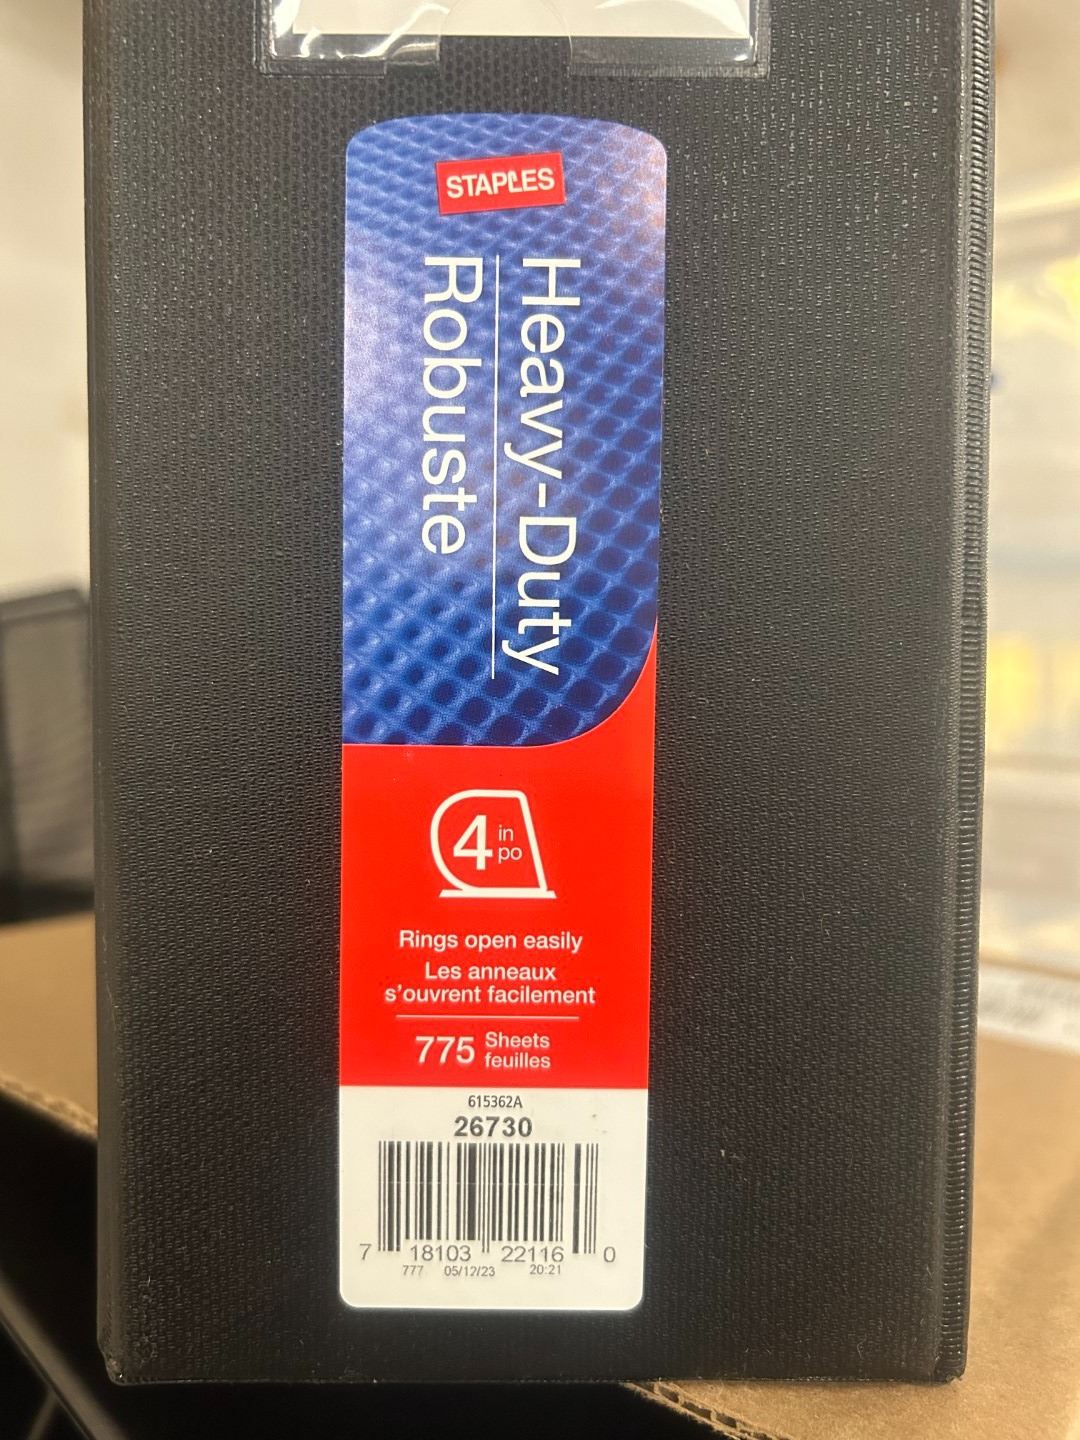 STAPLES
Heavy-Duty
Robuste
4 in
po
Rings open easily
Les anneaux
s'ouvrent facilement
775 Sheets
feuilles
615362A
26730
7 18103 22116 0
777 05/12/23 20:21